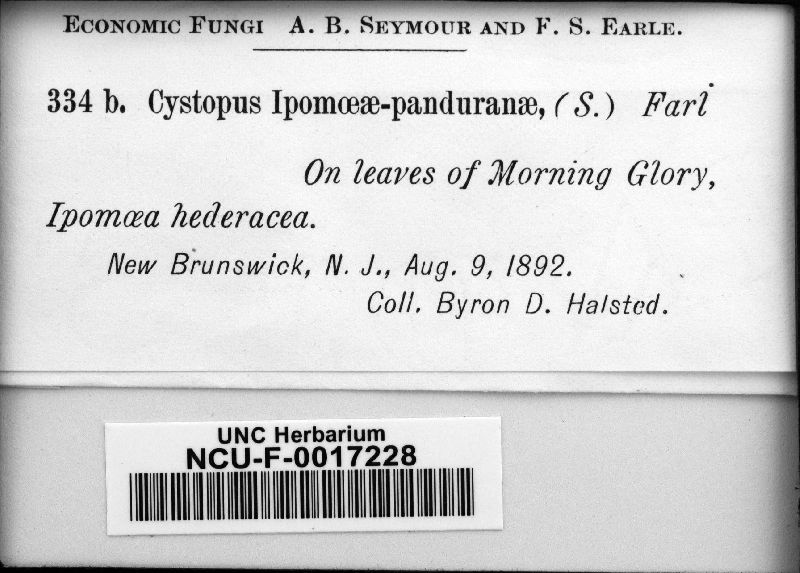 ECONOMIC FUNGI A. B. SEYMOUR AND F. S. EARLE.
334 b. Cystopus Ipomœæ-panduranæ, (S.) Farl
On leaves of Morning Glory,
Ipomœa hederacea.
New Brunswick, N. J., Aug. 9, 1892.
Coll. Byron D. Halsted.
UNC Herbarium
NCU-F-0017228